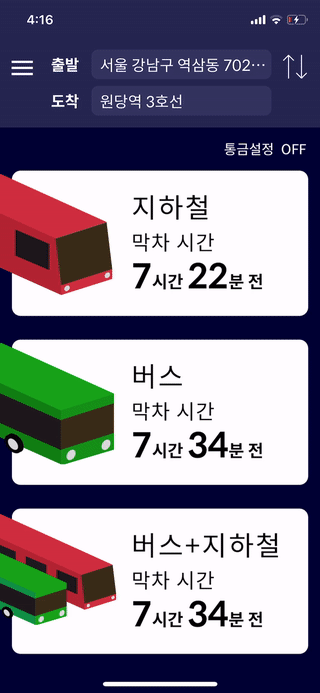 4:16
출발 서울 강남구 역삼동 702···
도착 원당역 3호선
통금설정 OFF
지하철
막차 시간
7시간 22분 전
버스
막차 시간
7시간 34분 전
버스+지하철
막차 시간
7시간 34분 전